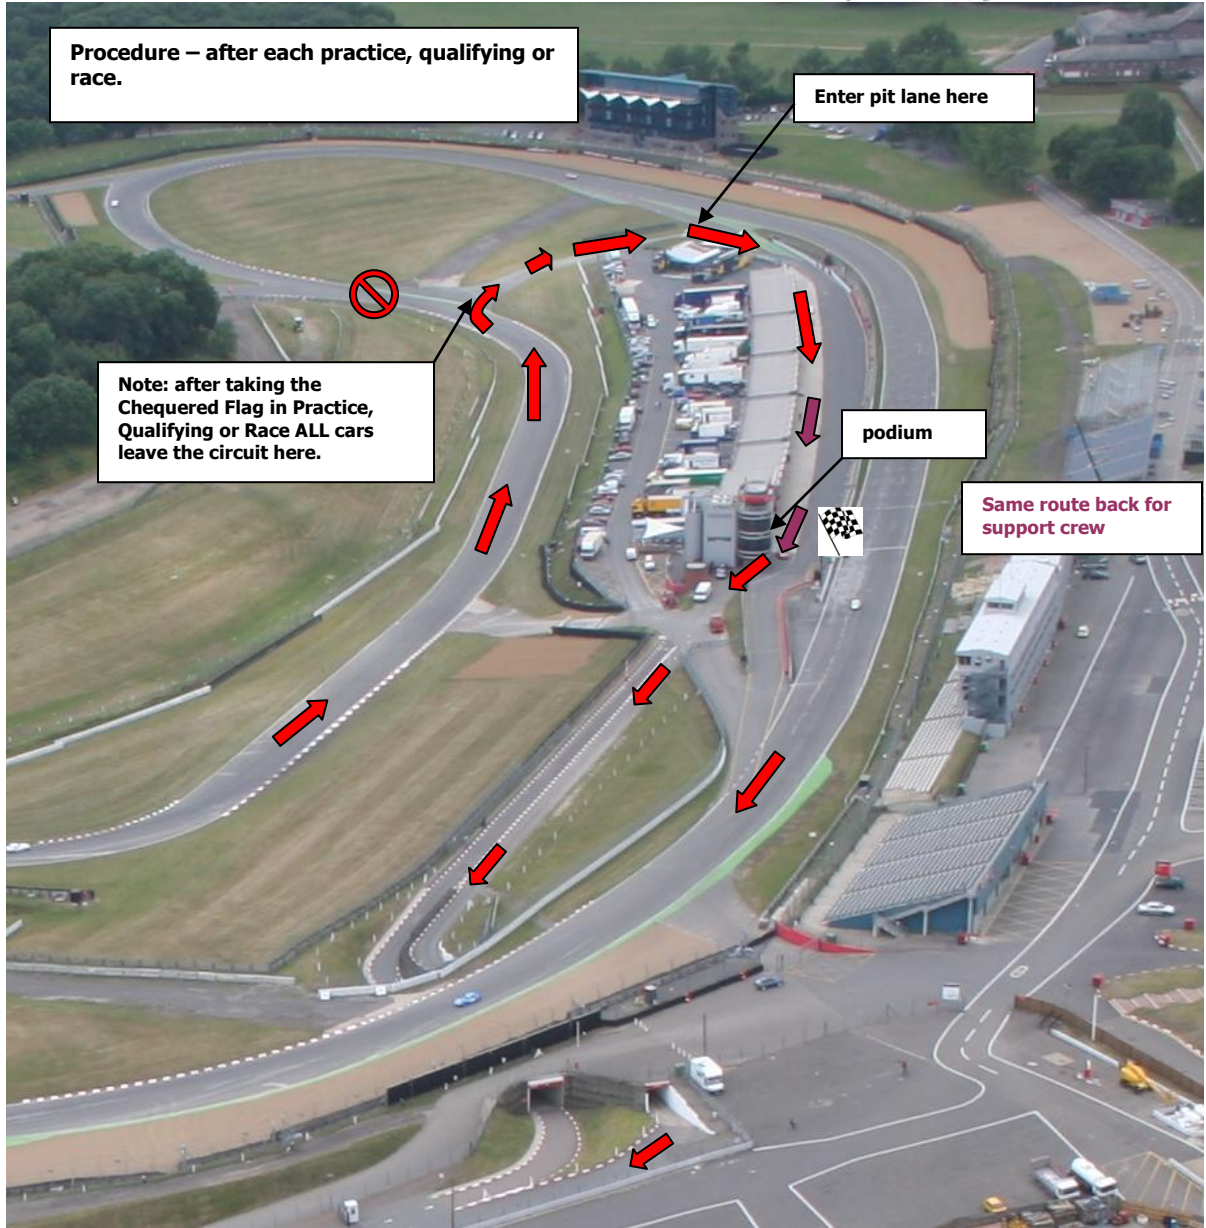 Procedure – after each practice, qualifying or
race.
Enter pit lane here
Note: after taking the
Chequered Flag in Practice,
Qualifying or Race ALL cars
leave the circuit here.
podium
Same route back for
support crew